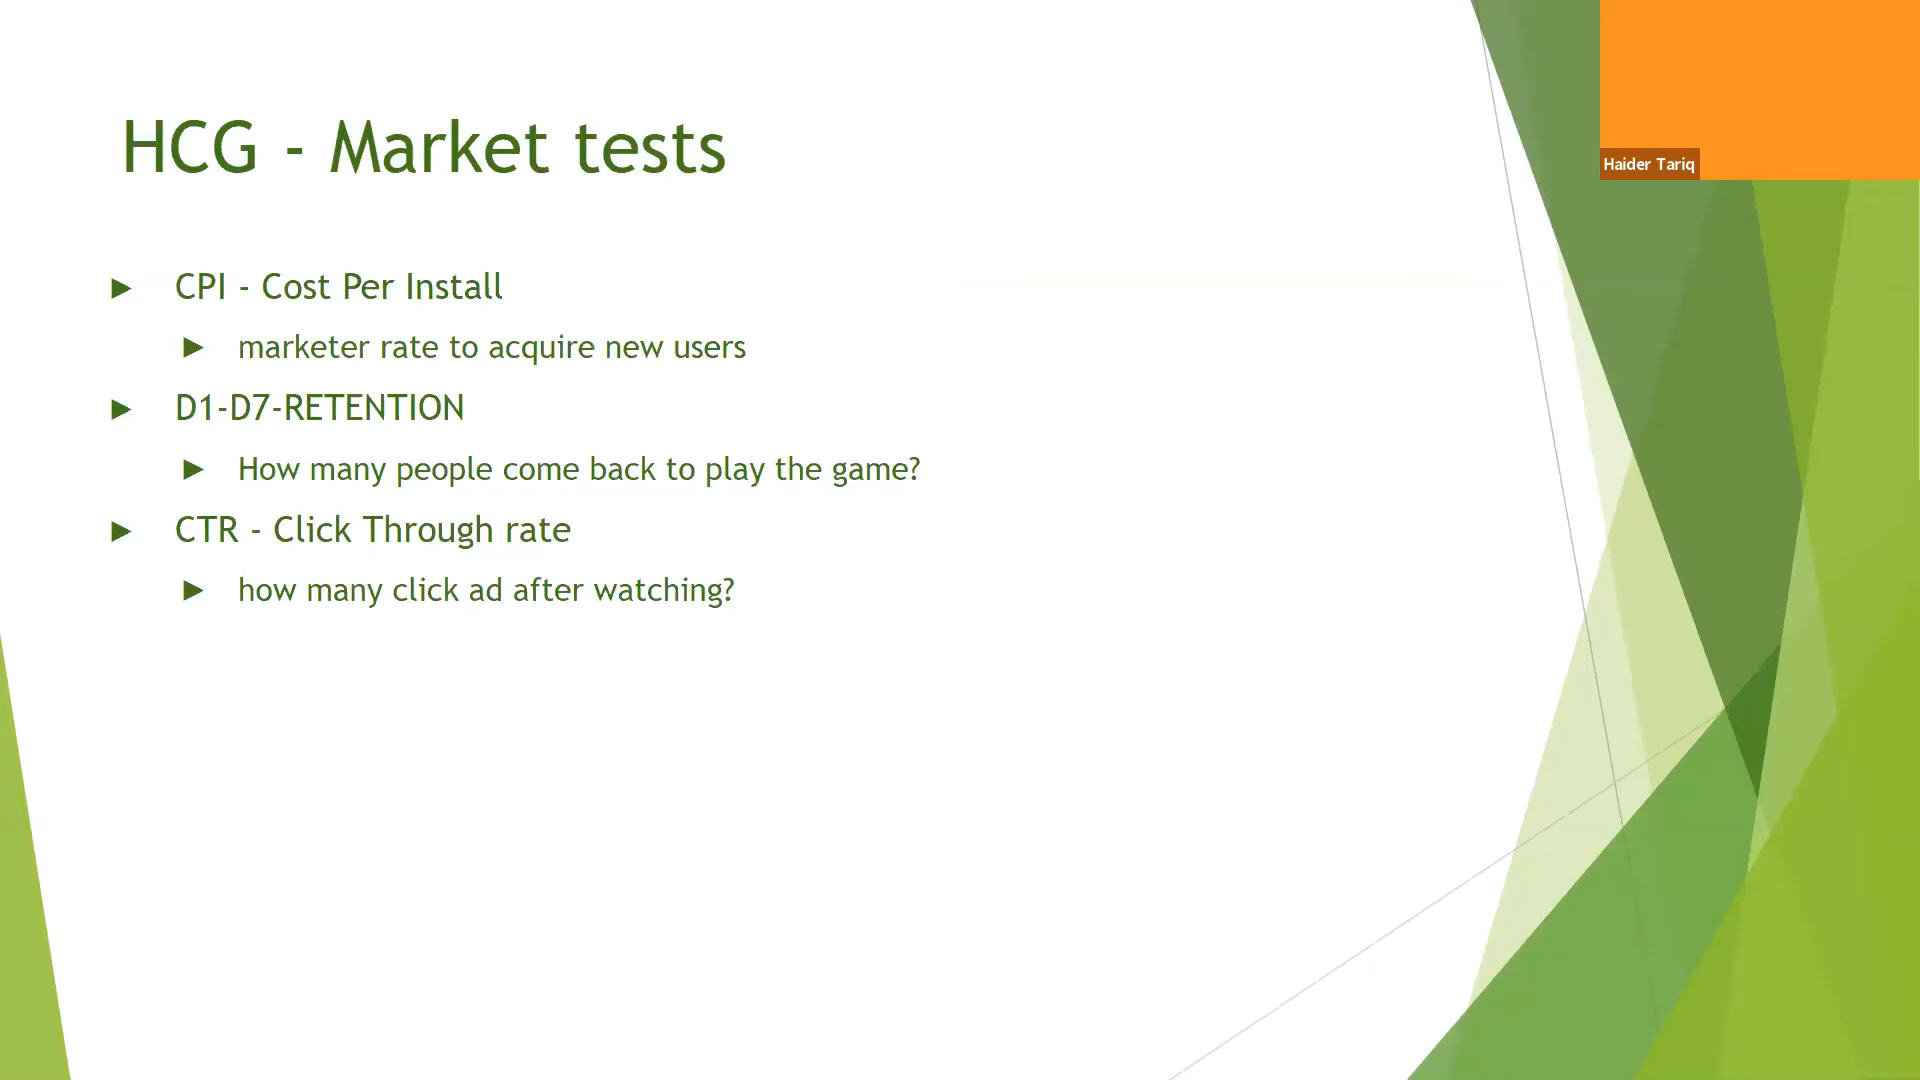 HCG - Market tests
CPI - Cost Per Install
marketer rate to acquire new users
D1-D7-RETENTION
How many people come back to play the game?
CTR - Click Through rate
how many click ad after watching?
Haider Tariq